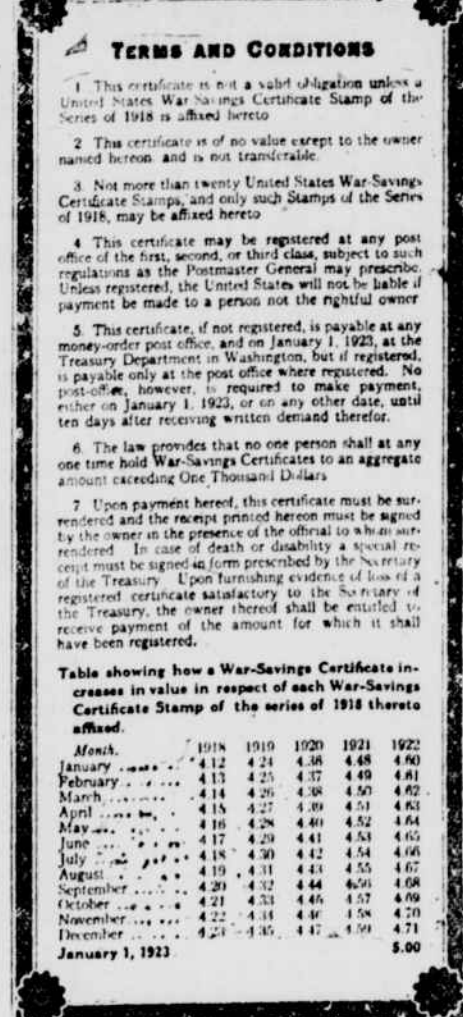 TERMS AND CONDITIONS
1 This certificate is not a valid obligation unless a
United States War Savings Certificate Stamp of the
Series of 1918 is affixed hereto
2 This certificate is of no value except to the owner
named hereon and is not transferable.
3. Not more than twenty United States War-Savings
Certificate Stamps, and only such Stamps of the Series
of 1918, may be affixed hereto
4 This certificate may be registered at any post
office of the first, second, or third class, subject to such
regulations as the Postmaster General may prescribe.
Unless registered, the United States will not be liable if
payment be made to a person not the rightful owner
5. This certificate, if not registered, is payable at any
money-order post office, and on January 1, 1923, at the
Treasury Department in Washington, but if registered,
is payable only at the post office where registered. No
post-office, however, is required to make payment,
either on January 1, 1923, or on any other date, until
ten days after receiving written demand therefor.
6. The law provides that no one person shall at any
one time hold War-Savings Certificates to an aggregate
amount exceeding One Thousand Dollars
7 Upon payment hereof, this certificate must be sur-
rendered and the receipt printed hereon must be signed
by the owner in the presence of the official to whom sur-
rendered In case of death or disability a special re-
ceipt must be signed in form prescribed by the Secretary
of the Treasury Upon furnishing evidence of loss of a
registered certificate satisfactory to the Secretary of
the Treasury, the owner thereof shall be entitled to
receive payment of the amount for which it shall
have been registered.
Table showing how a War-Savings Certificate in-
creases in value in respect of each War-Savings
Certificate Stamp of the series of 1918 thereto
affixed.
Month. 1918 1919 1920 1921 1922
January 4.12 4 24 4.36 4.48 4.60
February 4 13 4 25 4.37 4.49 4.61
March 4.14 4 26 4.38 4.50 4.62
April 4 15 4 27 4.39 4.51 4.63
May 4 16 4.28 4.40 4.52 4.64
June 4 17 4.29 4.41 4.53 4.65
July 4.18 4.30 4.42 4.54 4.66
August 4.19 4.31 4.43 4.55 4.67
September 4.20 4.32 4.44 4.56 4.68
October 4.21 4.33 4.45 4.57 4.69
November 4.22 4.34 4.46 4.58 4.70
December 4.23 4.35 4.47 4.59 4.71
January 1, 1923 5.00